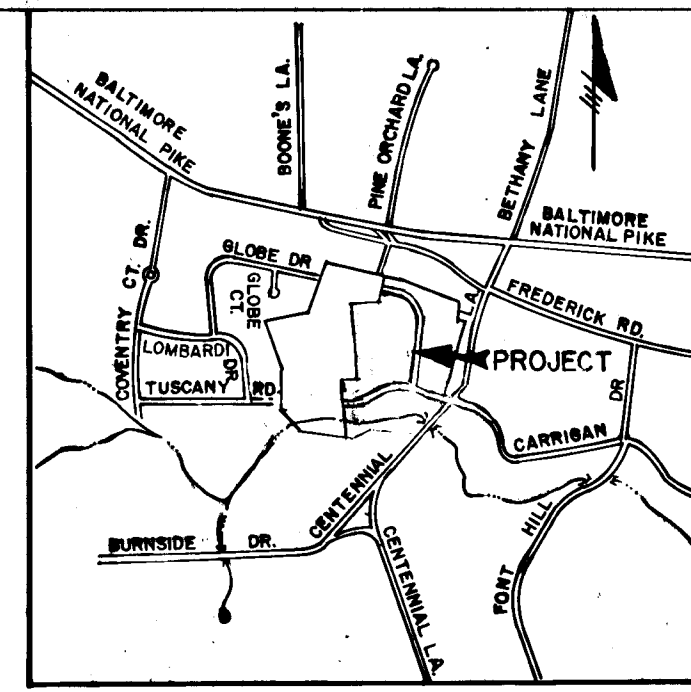 BALTIMORE
NATIONAL PIKE
BOONE'S LA.
PINE ORCHARD LA.
BETHANY LANE
BALTIMORE
NATIONAL PIKE
COVENTRY CT. DR.
GLOBE DR
GLOBE
CT.
LA.
FREDERICK RD.
LOMBARDI
DR.
TUSCANY RD.
PROJECT
DR
CARRIGAN
CENTENNIAL
BURNSIDE DR.
CENTENNIAL LA.
FONT HILL